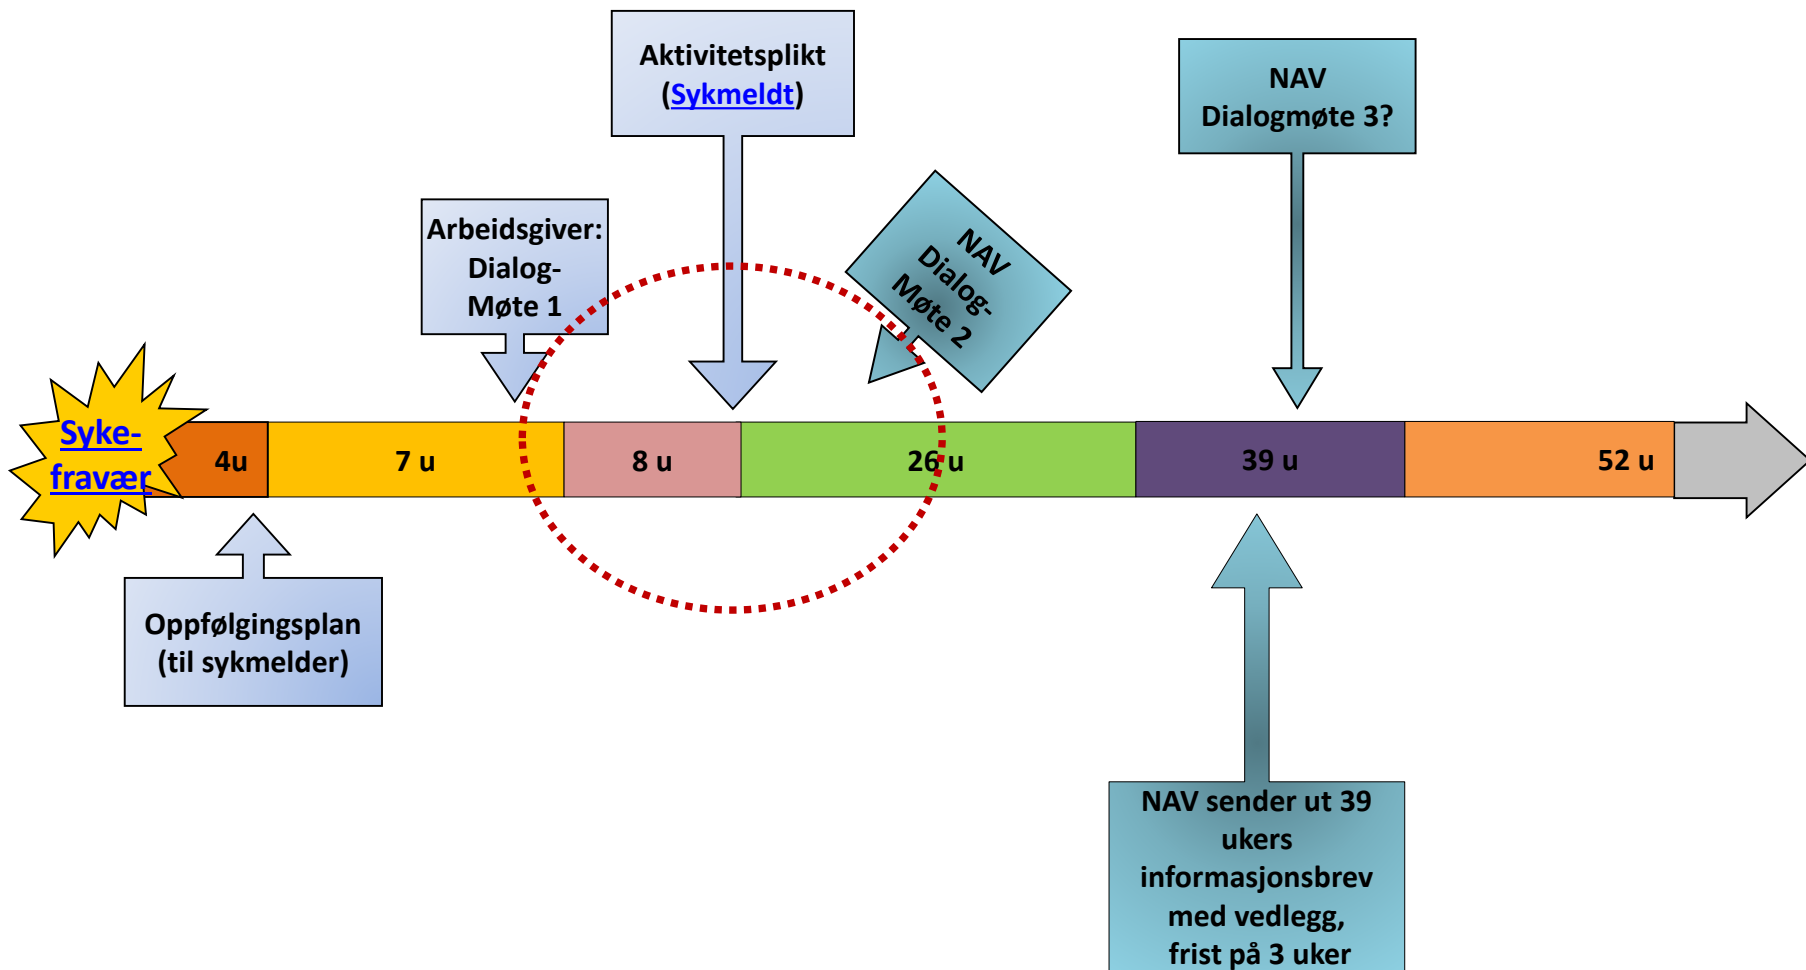 Aktivitetsplikt
(Sykmeldt)
NAV
Dialogmøte 3?
Arbeidsgiver:
Dialog-
Møte 1
NAV
Dialog-
Møte 2
Syke-
fravær
4u
7 u
8 u
26 u
39 u
52 u
Oppfølgingsplan
(til sykmelder)
NAV sender ut 39
ukers
informasjonsbrev
med vedlegg,
frist på 3 uker